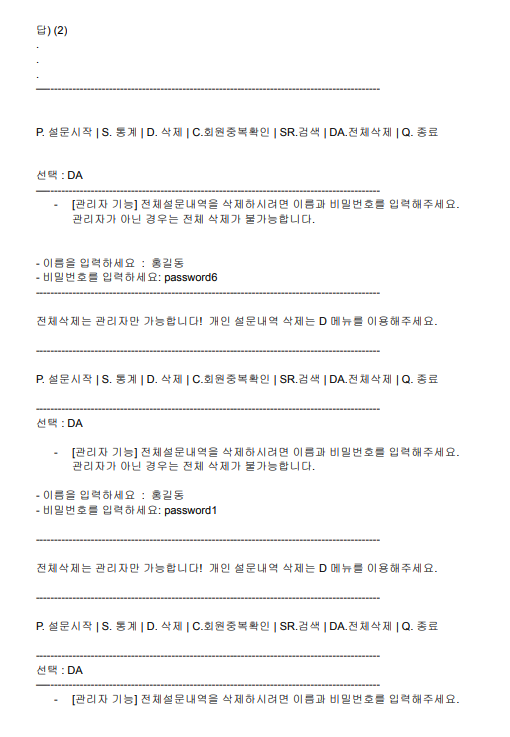 답) (2)
.
.
.
—-------------------------------------------------------------------------------------------
P. 설문시작 | S. 통계 | D. 삭제 | C.회원중복확인 | SR.검색 | DA.전체삭제 | Q. 종료
선택 : DA
—-------------------------------------------------------------------------------------------
- [관리자 기능] 전체설문내역을 삭제하시려면 이름과 비밀번호를 입력해주세요.
관리자가 아닌 경우는 전체 삭제가 불가능합니다.
- 이름을 입력하세요 : 홍길동
- 비밀번호를 입력하세요: password6
---------------------------------------------------------------------------------------------
전체삭제는 관리자만 가능합니다! 개인 설문내역 삭제는 D 메뉴를 이용해주세요.
---------------------------------------------------------------------------------------------
P. 설문시작 | S. 통계 | D. 삭제 | C.회원중복확인 | SR.검색 | DA.전체삭제 | Q. 종료
---------------------------------------------------------------------------------------------
선택 : DA
- [관리자 기능] 전체설문내역을 삭제하시려면 이름과 비밀번호를 입력해주세요.
관리자가 아닌 경우는 전체 삭제가 불가능합니다.
- 이름을 입력하세요 : 홍길동
- 비밀번호를 입력하세요: password1
---------------------------------------------------------------------------------------------
전체삭제는 관리자만 가능합니다! 개인 설문내역 삭제는 D 메뉴를 이용해주세요.
---------------------------------------------------------------------------------------------
P. 설문시작 | S. 통계 | D. 삭제 | C.회원중복확인 | SR.검색 | DA.전체삭제 | Q. 종료
---------------------------------------------------------------------------------------------
선택 : DA
—-------------------------------------------------------------------------------------------
- [관리자 기능] 전체설문내역을 삭제하시려면 이름과 비밀번호를 입력해주세요.